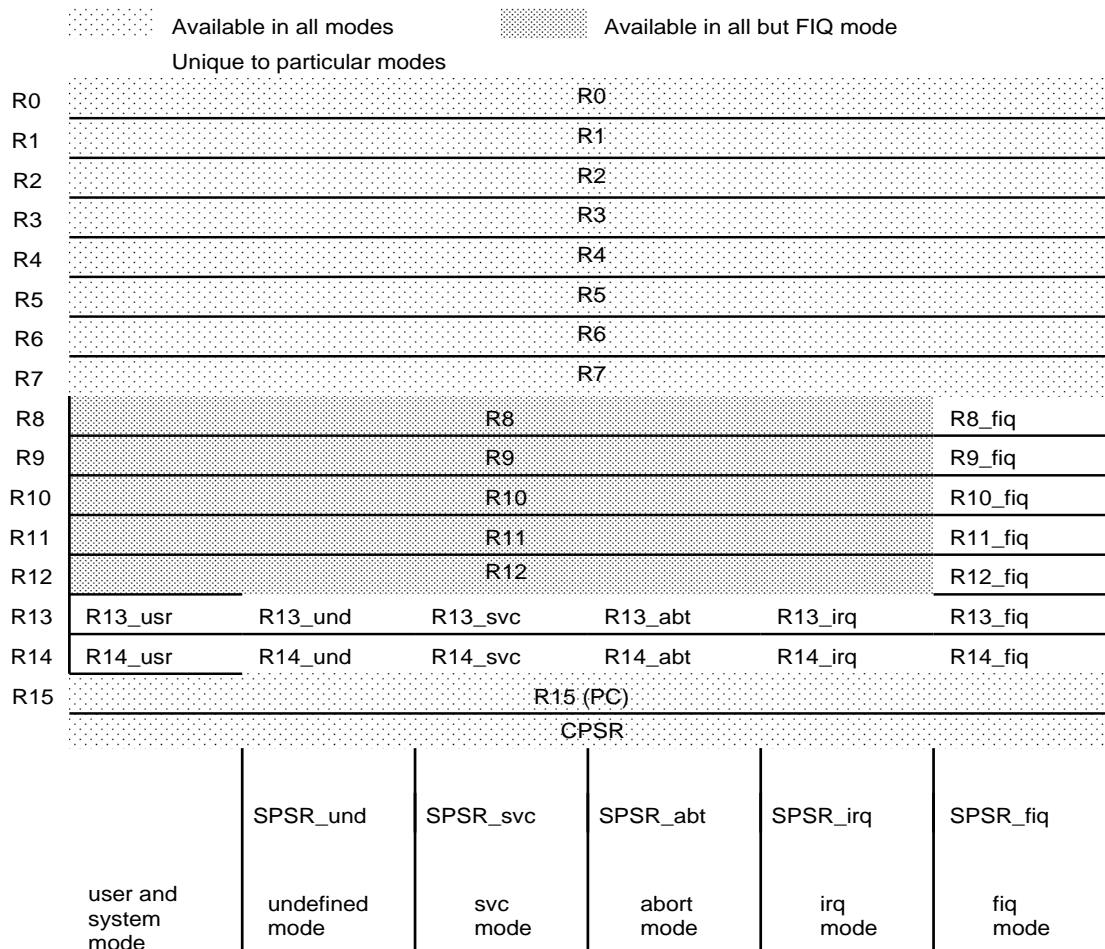 Available in all modes Available in all but FIQ mode
Unique to particular modes
R0 R0
R1 R1
R2 R2
R3 R3
R4 R4
R5 R5
R6 R6
R7 R7
R8 R8 R8_fiq
R9 R9 R9_fiq
R10 R10 R10_fiq
R11 R11 R11_fiq
R12 R12 R12_fiq
R13 R13_usr R13_und R13_svc R13_abt R13_irq R13_fiq
R14 R14_usr R14_und R14_svc R14_abt R14_irq R14_fiq
R15 R15 (PC)
CPSR
SPSR_und SPSR_svc SPSR_abt SPSR_irq SPSR_fiq
user and
system
mode
undefined
mode
svc
mode
abort
mode
irq
mode
fiq
mode